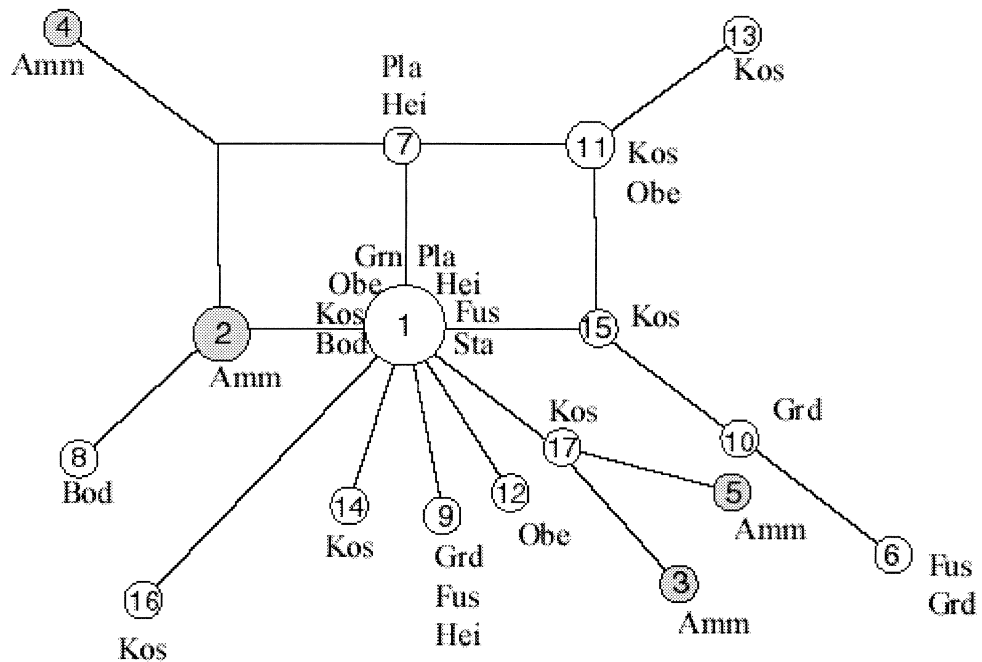 4
Amm
13
Kos
Pla
Hei
7
11
Kos
Obe
Grn Pla
Obe Hei
Kos Fus
Bod Sta
1
2
Amm
15
Kos
8
Bod
Kos
17
Grd
10
14
Kos
9
Grd
Fus
Hei
12
Obe
5
Amm
6
Fus
Grd
3
Amm
16
Kos